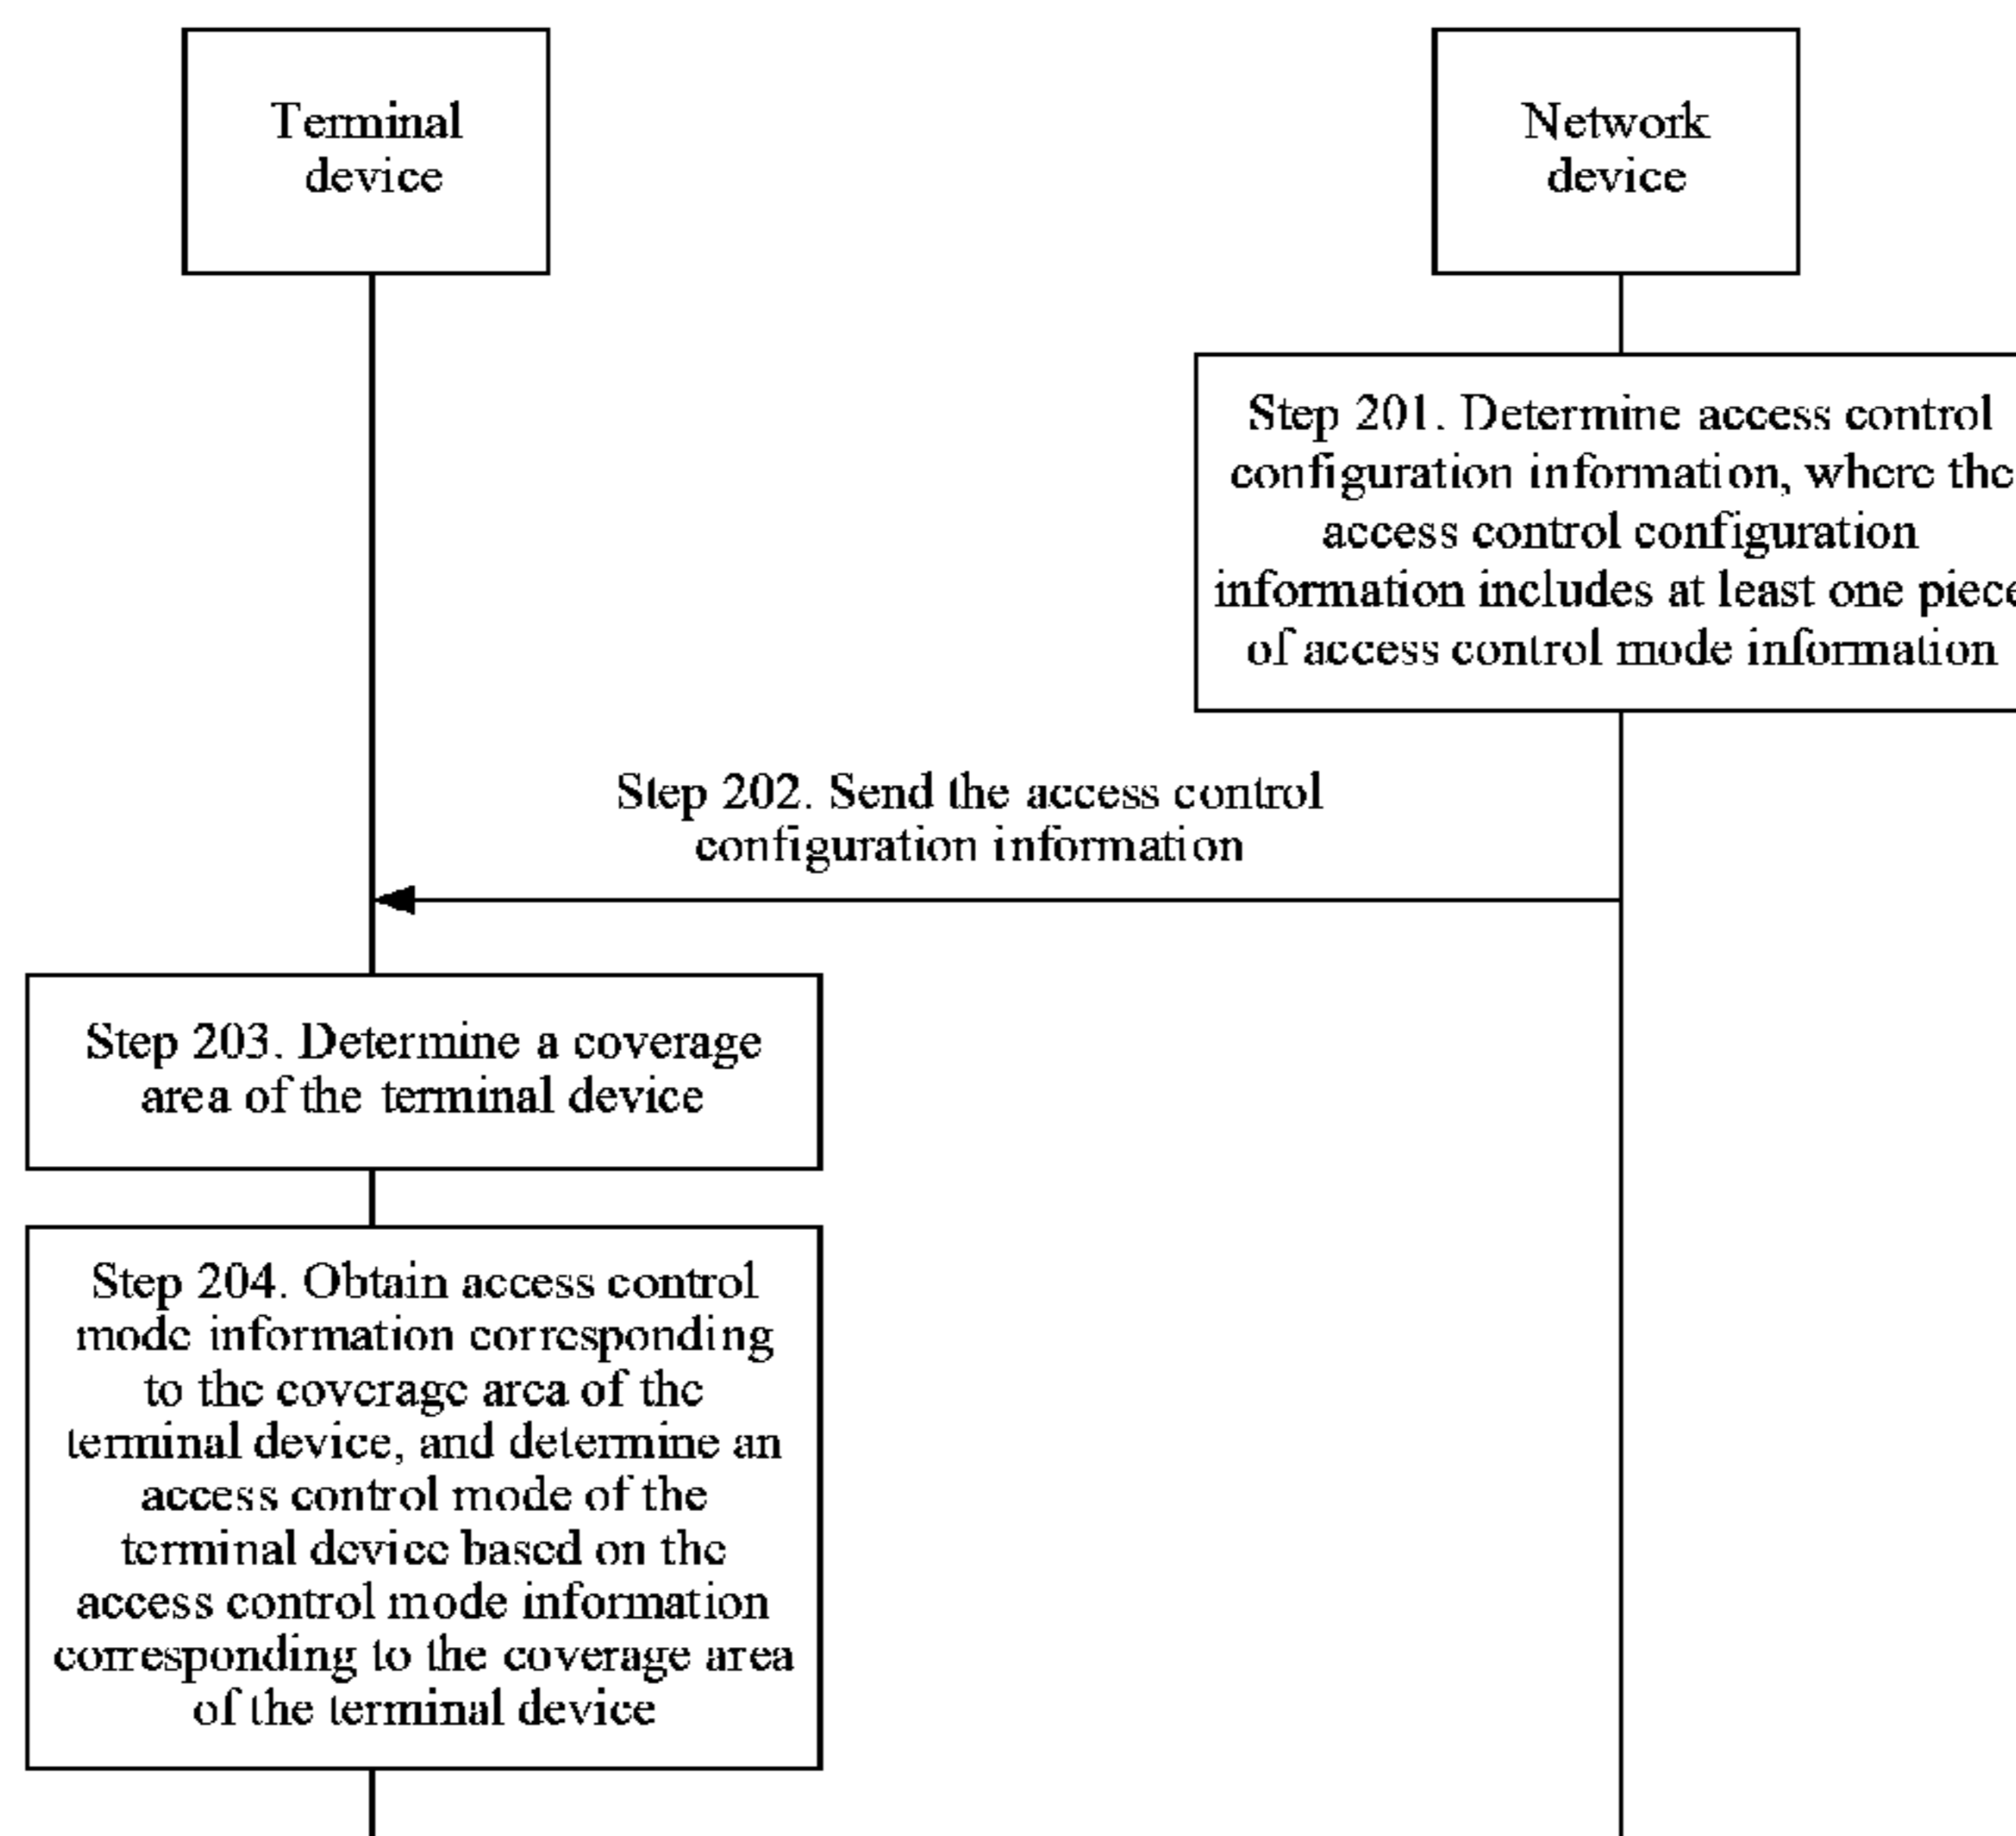 Terminal
device
Network
device
Step 201. Determine access control
configuration information, where the
access control configuration
information includes at least one piece
of access control mode information
Step 202. Send the access control
configuration information
Step 203. Determine a coverage
area of the terminal device
Step 204. Obtain access control
mode information corresponding
to the coverage area of the
terminal device, and determine an
access control mode of the
terminal device based on the
access control mode information
corresponding to the coverage area
of the terminal device